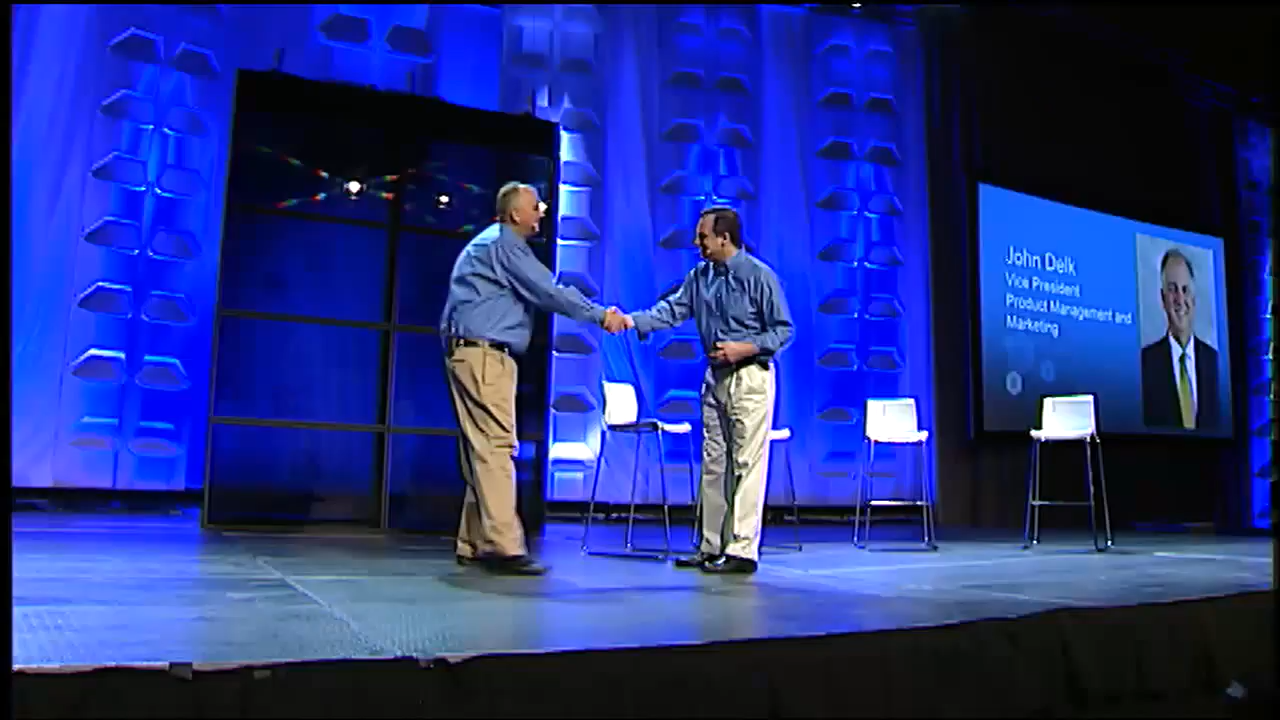 John Delk
Vice President
Product Management and
Marketing